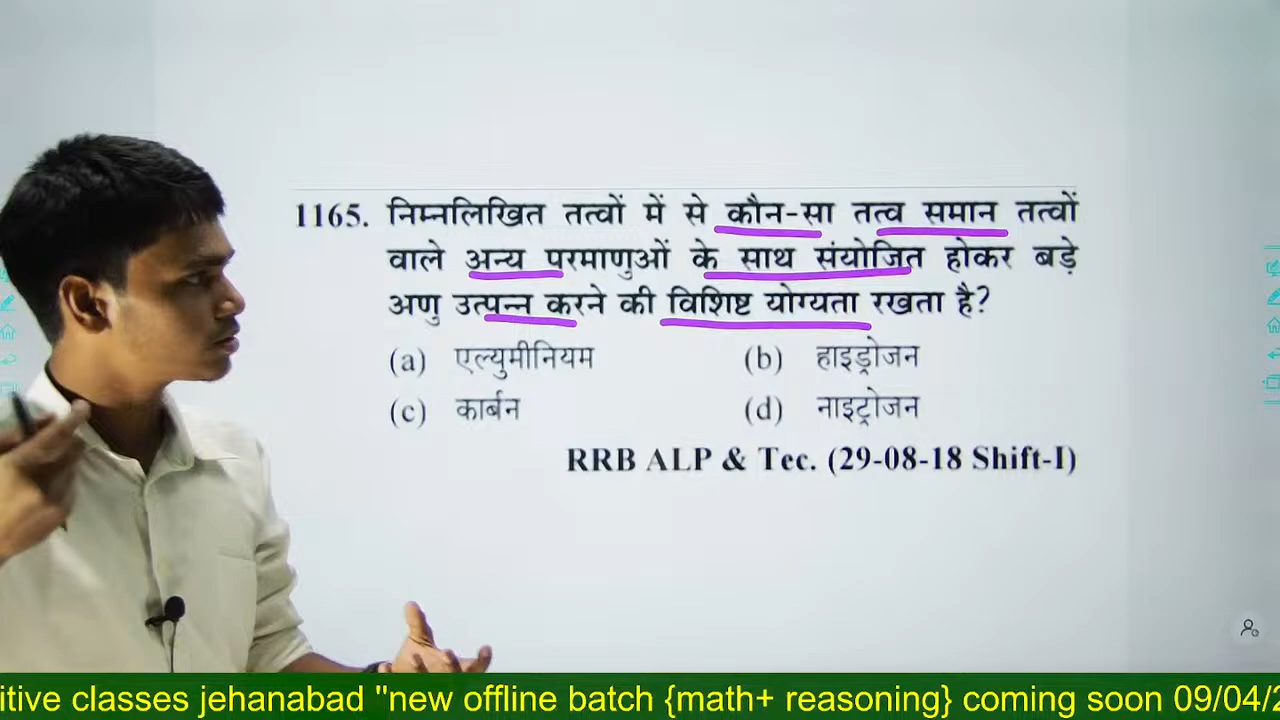 1165. निम्नलिखित तत्वों में से कौन-सा तत्व समान तत्वों
वाले अन्य परमाणुओं के साथ संयोजित होकर बड़े
अणु उत्पन्न करने की विशिष्ट योग्यता रखता है?
(a) एल्युमीनियम (b) हाइड्रोजन
(c) कार्बन (d) नाइट्रोजन
RRB ALP & Tec. (29-08-18 Shift-I)
itive classes jehanabad "new offline batch {math+ reasoning} coming soon 09/04/2